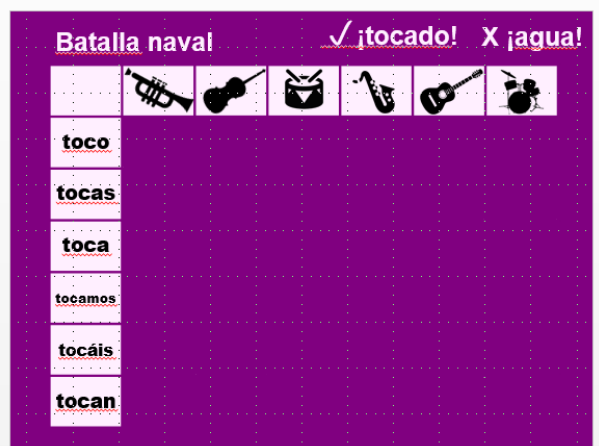 Batalla naval
✓ ¡tocado!
X ¡agua!
toco
tocas
toca
tocamos
tocáis
tocan